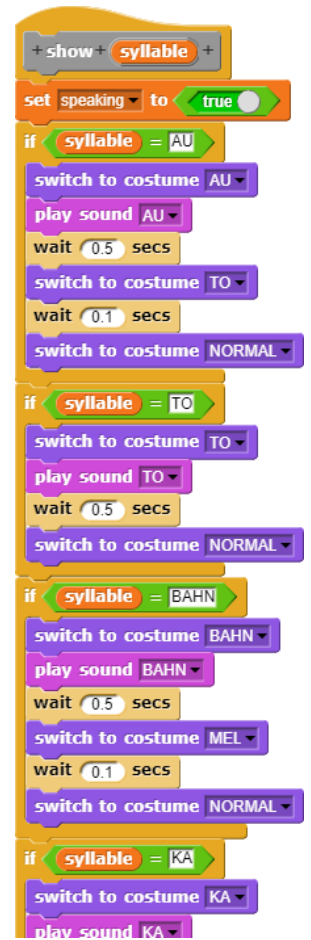 + show + syllable +
set speaking to true
if syllable = AU
switch to costume AU
play sound AU
wait 0.5 secs
switch to costume TO
wait 0.1 secs
switch to costume NORMAL
if syllable = TO
switch to costume TO
play sound TO
wait 0.5 secs
switch to costume NORMAL
if syllable = BAHN
switch to costume BAHN
play sound BAHN
wait 0.5 secs
switch to costume MEL
wait 0.1 secs
switch to costume NORMAL
if syllable = KA
switch to costume KA
play sound KA